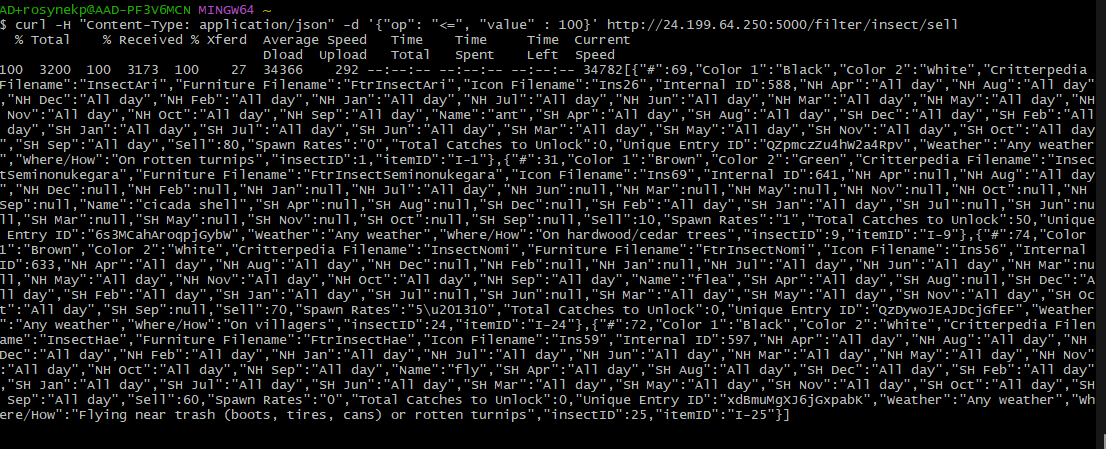 AD+rosynekp@AAD-PF3V6MCN MINGW64 ~
$ curl -H "Content-Type: application/json" -d '{"op": "<=", "value" : 100}' http://24.199.64.250:5000/filter/insect/sell
% Total % Received % Xferd Average Speed Time Time Time Current
Dload Upload Total Spent Left Speed
100 3200 100 3173 100 27 34366 292 --:--:-- --:--:-- --:--:-- 34782[{"#":69,"Color 1":"Black","Color 2":"White","Critterpedia
Filename":"InsectAri","Furniture Filename":"FtrInsectAri","Icon Filename":"Ins26","Internal ID":588,"NH Apr":"All day","NH Aug":"All day"
,"NH Dec":"All day","NH Feb":"All day","NH Jan":"All day","NH Jul":"All day","NH Jun":"All day","NH Mar":"All day","NH May":"All day","NH
Nov":"All day","NH Oct":"All day","NH Sep":"All day","Name":"ant","SH Apr":"All day","SH Aug":"All day","SH Dec":"All day","SH Feb":"All
day","SH Jan":"All day","SH Jul":"All day","SH Jun":"All day","SH Mar":"All day","SH May":"All day","SH Nov":"All day","SH Oct":"All day
","SH Sep":"All day","Sell":80,"Spawn Rates":"0","Total Catches to Unlock":0,"Unique Entry ID":"QZpmczZu4hW2a4Rpv","Weather":"Any weather
","Where/How":"On rotten turnips","insectID":1,"itemID":"I-1"},{"#":31,"Color 1":"Brown","Color 2":"Green","Critterpedia Filename":"Insec
tSeminonukegara","Furniture Filename":"FtrInsectSeminonukegara","Icon Filename":"Ins69","Internal ID":641,"NH Apr":null,"NH Aug":"All day
","NH Dec":null,"NH Feb":null,"NH Jan":null,"NH Jul":"All day","NH Jun":null,"NH Mar":null,"NH May":null,"NH Nov":null,"NH Oct":null,"NH
Sep":null,"Name":"cicada shell","SH Apr":null,"SH Aug":null,"SH Dec":null,"SH Feb":"All day","SH Jan":"All day","SH Jul":null,"SH Jun":nu
ll,"SH Mar":null,"SH May":null,"SH Nov":null,"SH Oct":null,"SH Sep":null,"Sell":10,"Spawn Rates":"1","Total Catches to Unlock":50,"Unique
Entry ID":"6s3MCahAroqpjGybW","Weather":"Any weather","Where/How":"On hardwood/cedar trees","insectID":9,"itemID":"I-9"},{"#":74,"Color
1":"Brown","Color 2":"White","Critterpedia Filename":"InsectNomi","Furniture Filename":"FtrInsectNomi","Icon Filename":"Ins56","Internal
ID":633,"NH Apr":"All day","NH Aug":"All day","NH Dec":null,"NH Feb":null,"NH Jan":null,"NH Jul":"All day","NH Jun":"All day","NH Mar":nu
ll,"NH May":"All day","NH Nov":"All day","NH Oct":"All day","NH Sep":"All day","Name":"flea","SH Apr":"All day","SH Aug":null,"SH Dec":"A
ll day","SH Feb":"All day","SH Jan":"All day","SH Jul":null,"SH Jun":null,"SH Mar":"All day","SH May":"All day","SH Nov":"All day","SH Oc
t":"All day","SH Sep":null,"Sell":70,"Spawn Rates":"5\u201310","Total Catches to Unlock":0,"Unique Entry ID":"QzDywoJEAJDcjGfEF","Weather
":"Any weather","Where/How":"On villagers","insectID":24,"itemID":"I-24"},{"#":72,"Color 1":"Black","Color 2":"White","Critterpedia Filen
ame":"InsectHae","Furniture Filename":"FtrInsectHae","Icon Filename":"Ins59","Internal ID":597,"NH Apr":"All day","NH Aug":"All day","NH
Dec":"All day","NH Feb":"All day","NH Jan":"All day","NH Jul":"All day","NH Jun":"All day","NH Mar":"All day","NH May":"All day","NH Nov"
:"All day","NH Oct":"All day","NH Sep":"All day","Name":"fly","SH Apr":"All day","SH Aug":"All day","SH Dec":"All day","SH Feb":"All day"
,"SH Jan":"All day","SH Jul":"All day","SH Jun":"All day","SH Mar":"All day","SH May":"All day","SH Nov":"All day","SH Oct":"All day","SH
Sep":"All day","Sell":60,"Spawn Rates":"0","Total Catches to Unlock":0,"Unique Entry ID":"xdBmuMgXJ6jGxpabK","Weather":"Any weather","Wh
ere/How":"Flying near trash (boots, tires, cans) or rotten turnips","insectID":25,"itemID":"I-25"}]